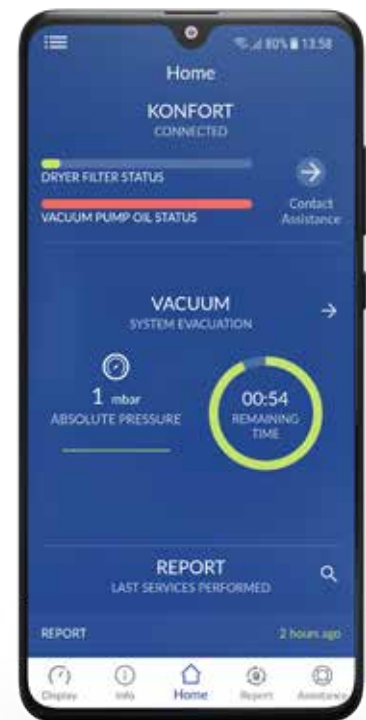 80% 13:58
Home
KONFORT
CONNECTED
DRYER FILTER STATUS
VACUUM PUMP OIL STATUS
Contact
Assistance
VACUUM
SYSTEM EVACUATION
1 mbar
ABSOLUTE PRESSURE
00:54
REMAINING
TIME
REPORT
LAST SERVICES PERFORMED
REPORT 2 hours ago
Display Info Home Report Assistance